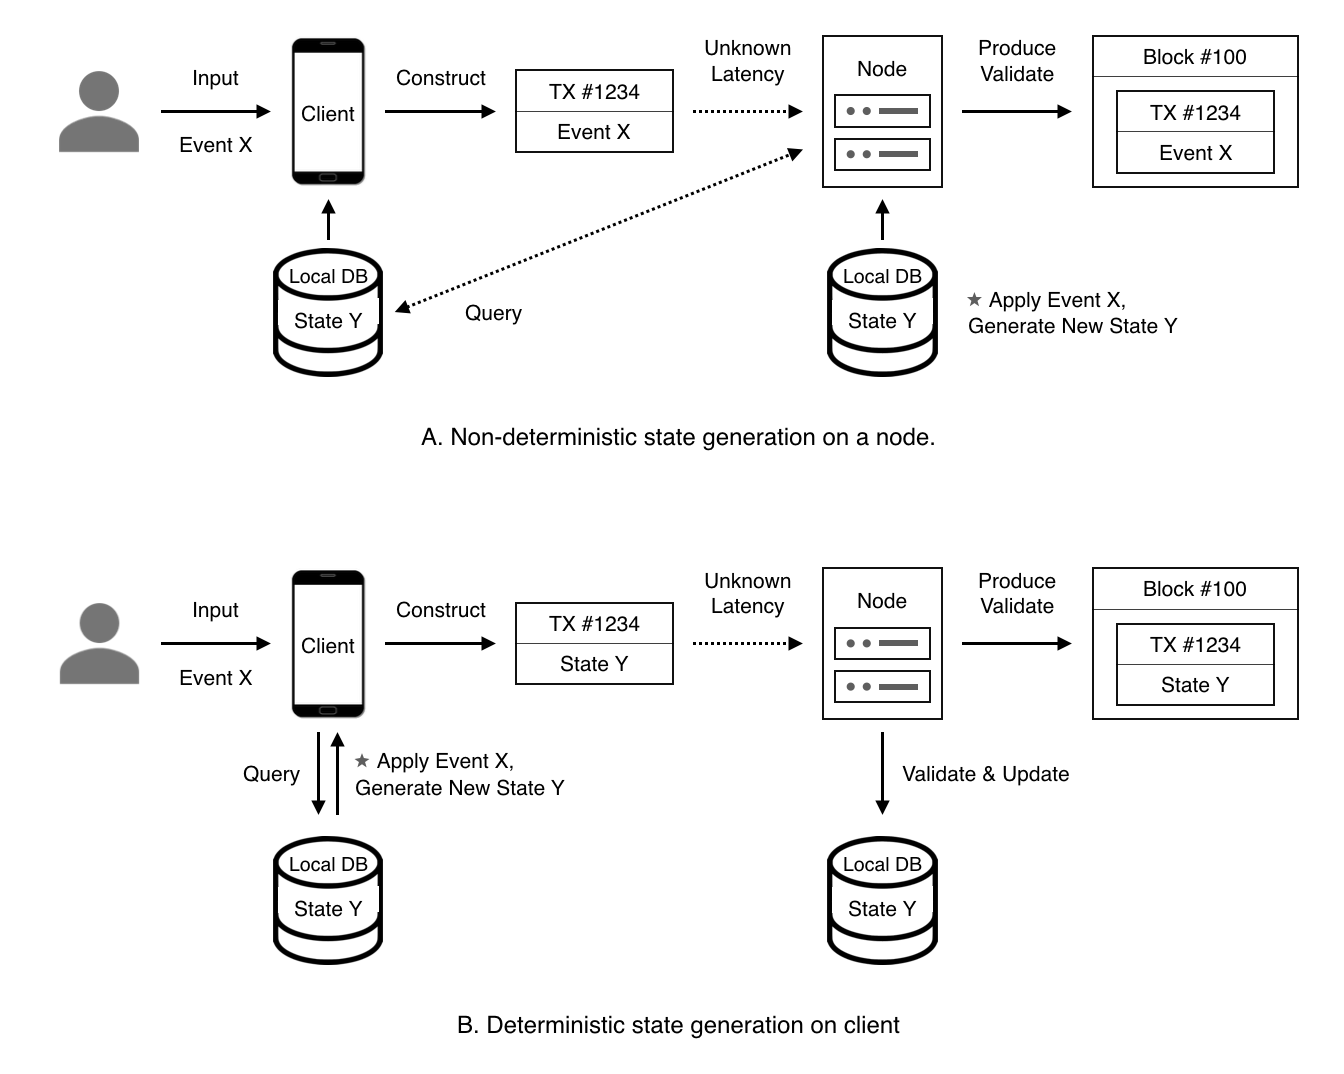 Input
Event X
Client
Construct
TX #1234
Event X
Unknown
Latency
Node
Produce
Validate
Block #100
TX #1234
Event X
Local DB
State Y
Query
Local DB
State Y
★ Apply Event X,
Generate New State Y
A. Non-deterministic state generation on a node.
Input
Event X
Client
Construct
TX #1234
State Y
Unknown
Latency
Node
Produce
Validate
Block #100
TX #1234
State Y
Query
★ Apply Event X,
Generate New State Y
Validate & Update
Local DB
State Y
Local DB
State Y
B. Deterministic state generation on client